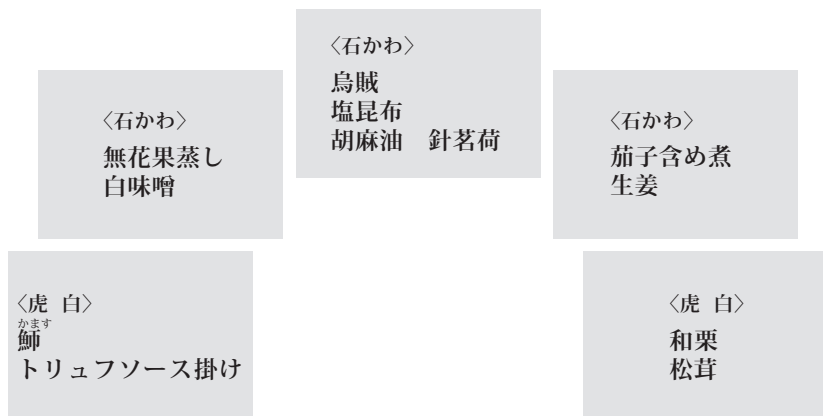 〈石かわ〉
烏賊
塩昆布
胡麻油　針茗荷
〈石かわ〉
無花果蒸し
白味噌
〈石かわ〉
茄子含め煮
生姜
〈虎 白〉
かます
魳
トリュフソース掛け
〈虎 白〉
和栗
松茸